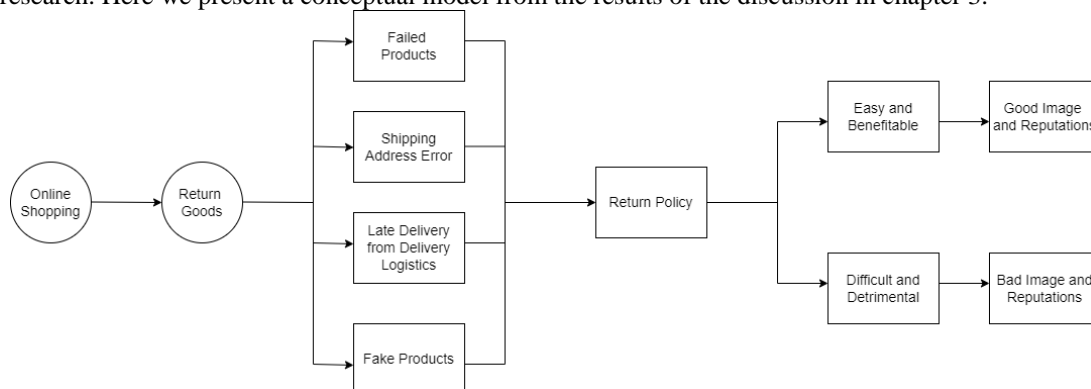 research. Here we present a conceptual model from the results of the discussion in chapter 3.
Failed
Products
Shipping
Address Error
Late Delivery
from Delivery
Logistics
Fake Products
Online
Shopping
Return
Goods
Return Policy
Easy and
Benefitable
Good Image
and Reputations
Difficult and
Detrimental
Bad Image and
Reputations